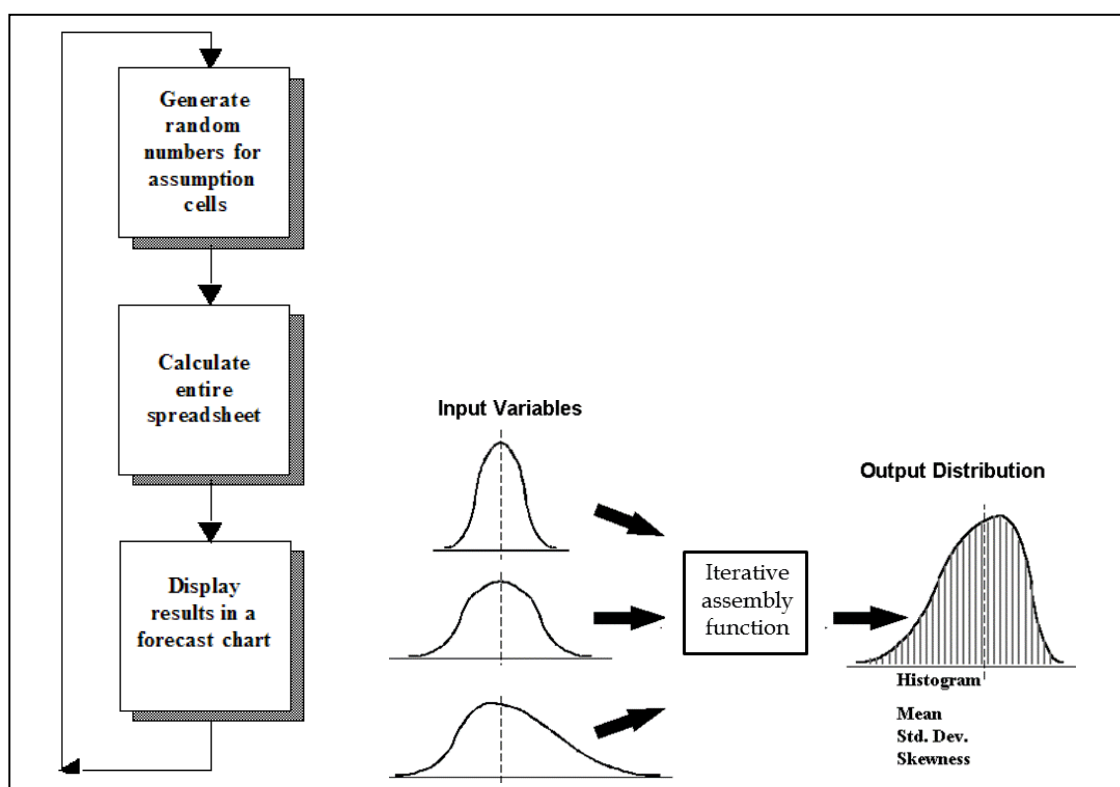 Generate
random
numbers for
assumption
cells
Calculate
entire
spreadsheet
Display
results in a
forecast chart
Input Variables
Iterative
assembly
function
Output Distribution
Histogram
Mean
Std. Dev.
Skewness